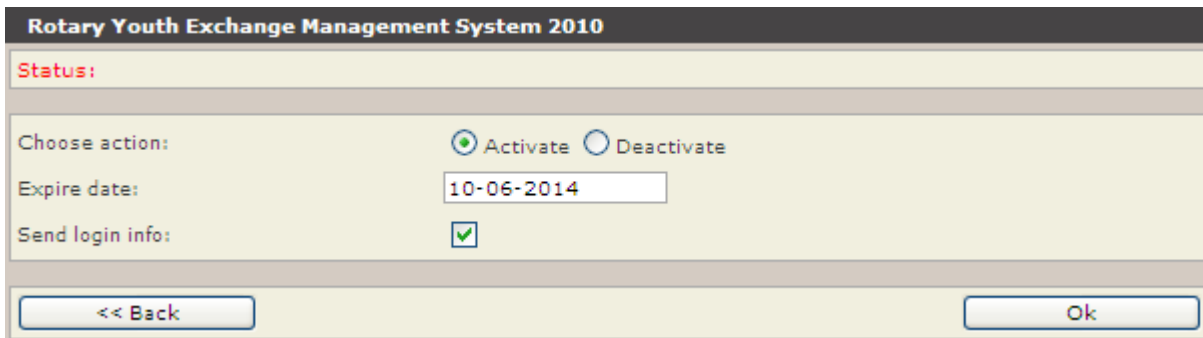 Rotary Youth Exchange Management System 2010
Status:
Choose action: Activate Deactivate
Expire date: 10-06-2014
Send login info:
<< Back Ok